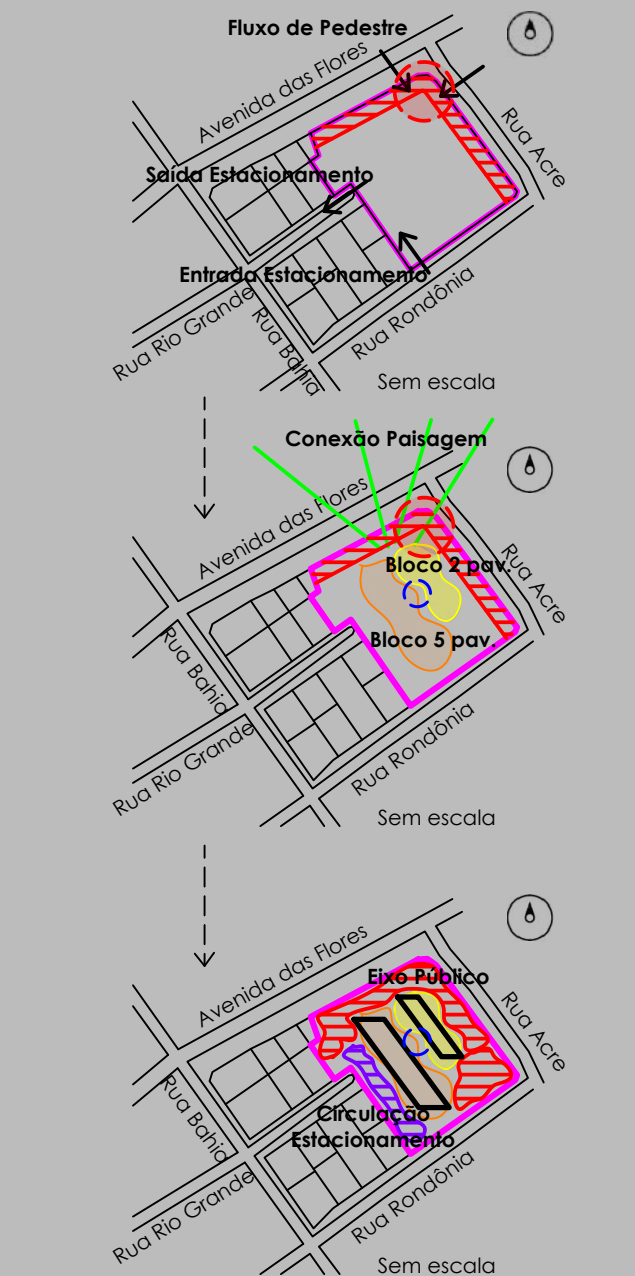 Fluxo de Pedestre
Avenida das Flores
Rua Acre
Saída Estacionamento
Entrada Estacionamento
Rua Rio Grande
Rua Bahia
Rua Rondônia
Sem escala
Conexão Paisagem
Avenida das Flores
Rua Acre
Bloco 2 pav.
Bloco 5 pav.
Rua Bahia
Rua Rio Grande
Rua Rondônia
Sem escala
Avenida das Flores
Eixo Público
Rua Acre
Rua Bahia
Circulação
Estacionamento
Rua Rio Grande
Rua Rondônia
Sem escala